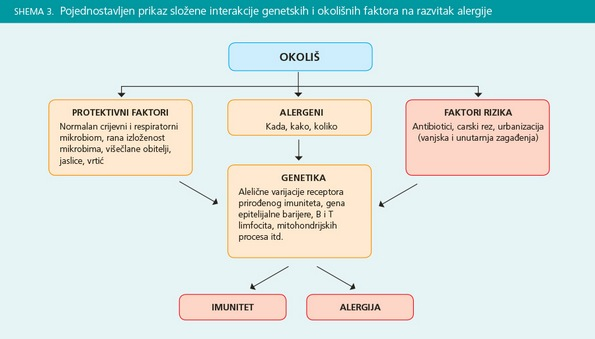 SHEMA 3. Pojednostavljen prikaz složene interakcije genetskih i okolišnih faktora na razvitak alergije
OKOLIŠ
PROTEKTIVNI FAKTORI
Normalan crijevni i respiratorni
mikrobiom, rana izloženost
mikrobima, višečlane obitelji,
jaslice, vrtić
ALERGENI
Kada, kako, koliko
FAKTORI RIZIKA
Antibiotici, carski rez, urbanizacija
(vanjska i unutarnja zagađenja)
GENETIKA
Alelične varijacije receptora
prirođenog imuniteta, gena
epitelijalne barijere, B i T
limfocita, mitohondrijskih
procesa itd.
IMUNITET
ALERGIJA